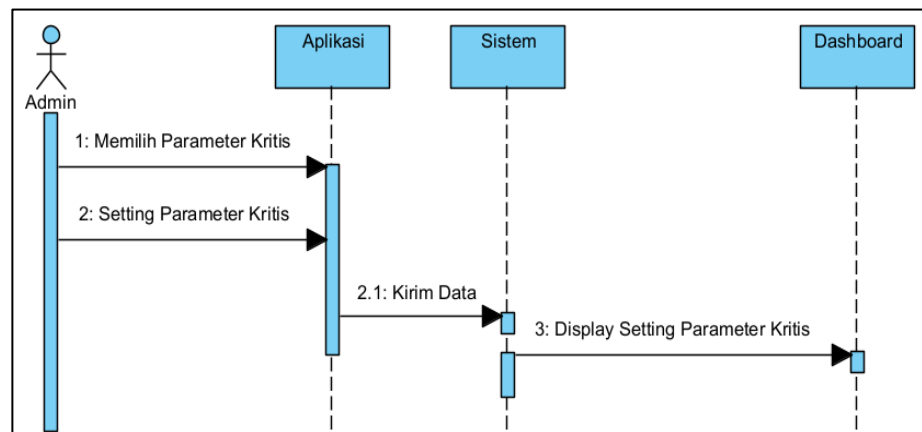 Aplikasi
Sistem
Dashboard
Admin
1: Memilih Parameter Kritis
2: Setting Parameter Kritis
2.1: Kirim Data
3: Display Setting Parameter Kritis